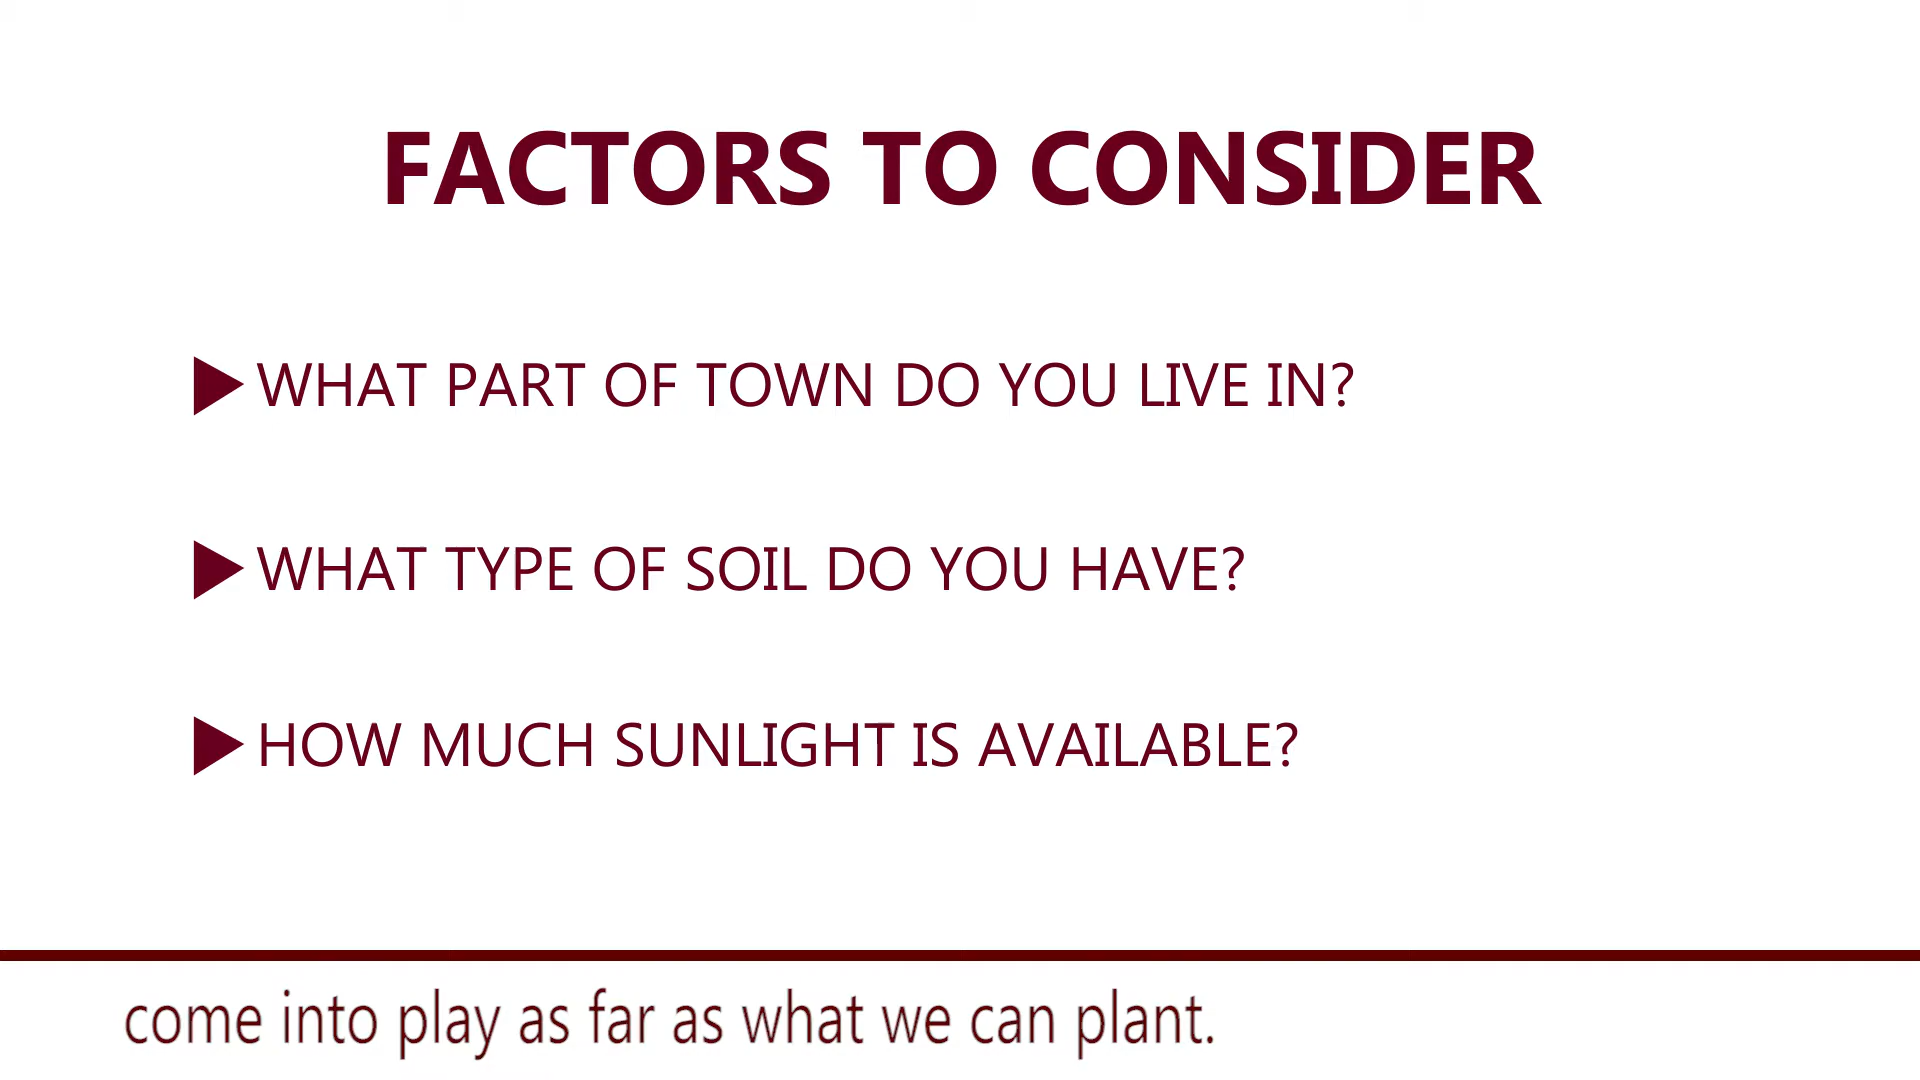 FACTORS TO CONSIDER
WHAT PART OF TOWN DO YOU LIVE IN?
WHAT TYPE OF SOIL DO YOU HAVE?
HOW MUCH SUNLIGHT IS AVAILABLE?
come into play as far as what we can plant.